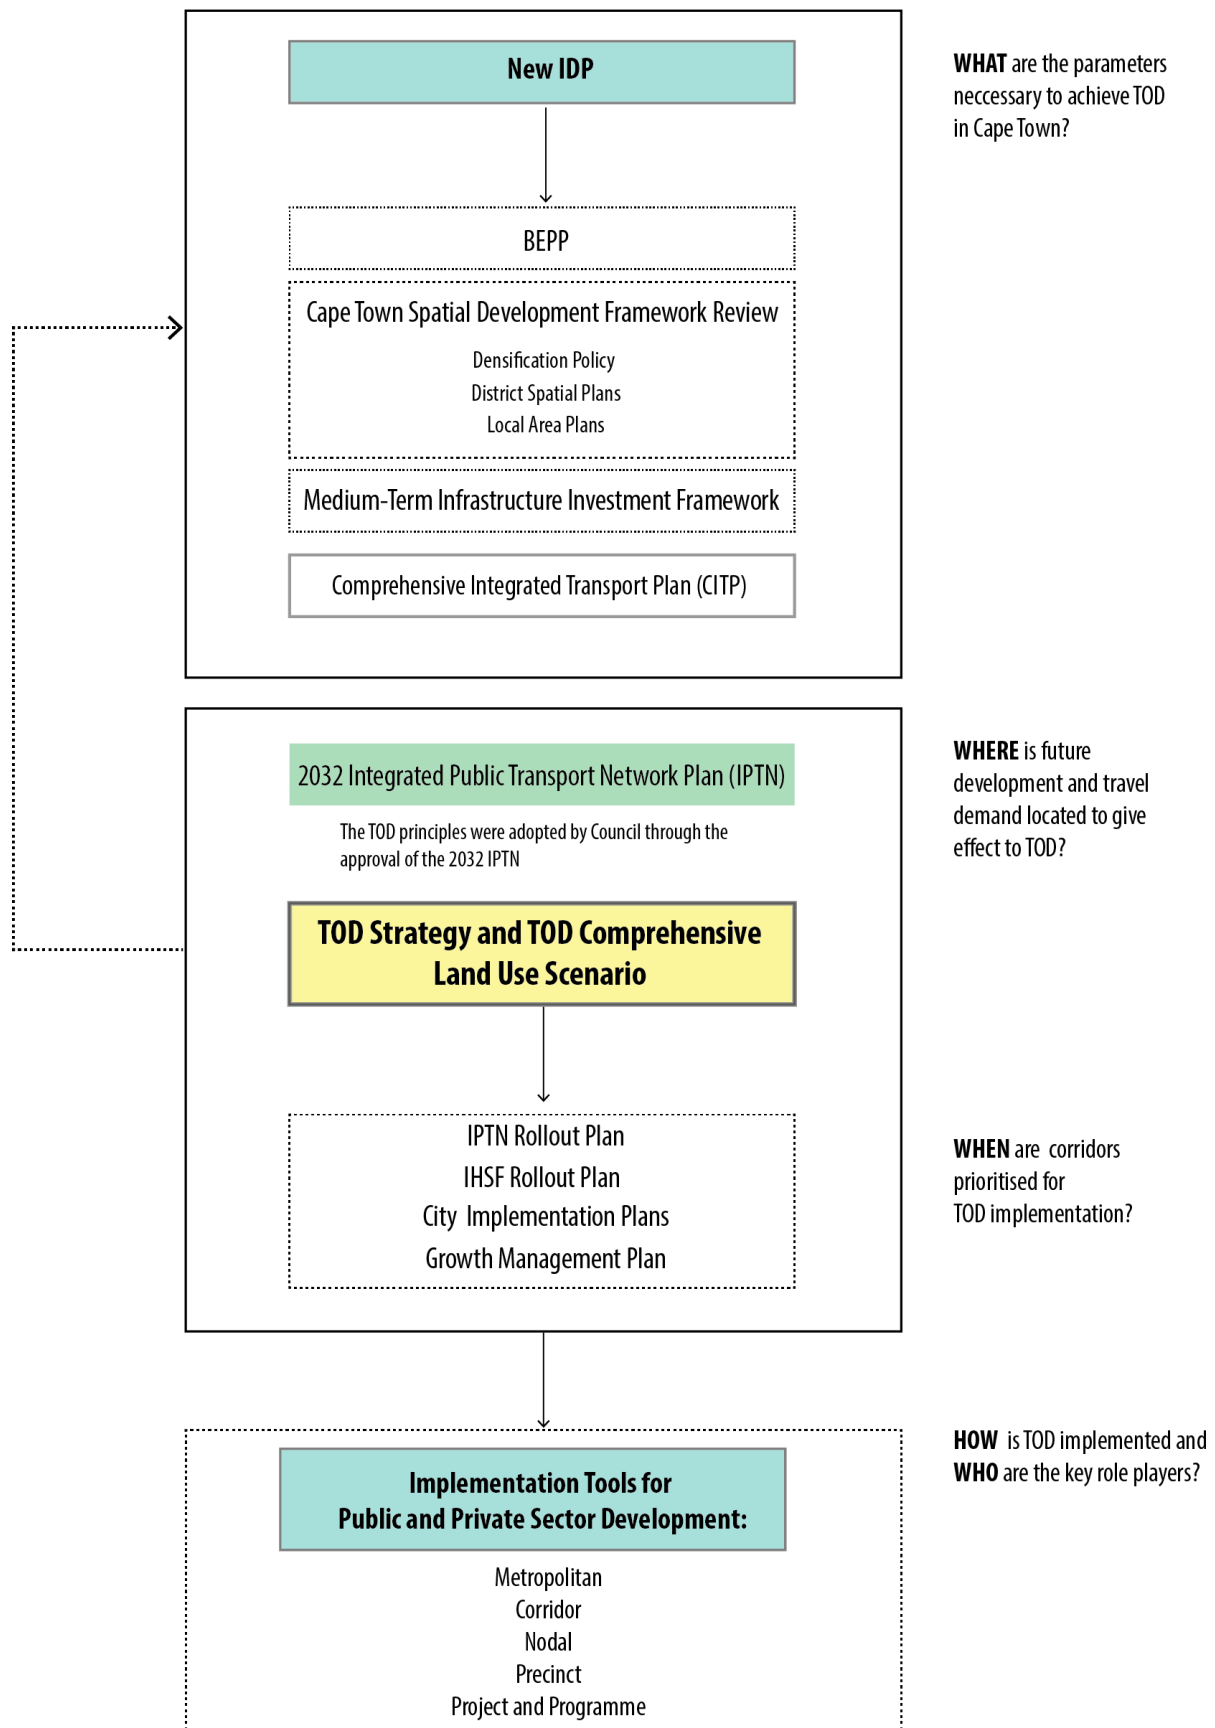 New IDP
WHAT are the parameters
neccessary to achieve TOD
in Cape Town?
BEPP
Cape Town Spatial Development Framework Review
Densification Policy
District Spatial Plans
Local Area Plans
Medium-Term Infrastructure Investment Framework
Comprehensive Integrated Transport Plan (CITP)
2032 Integrated Public Transport Network Plan (IPTN)
The TOD principles were adopted by Council through the
approval of the 2032 IPTN
WHERE is future
development and travel
demand located to give
effect to TOD?
TOD Strategy and TOD Comprehensive
Land Use Scenario
IPTN Rollout Plan
IHSF Rollout Plan
City Implementation Plans
Growth Management Plan
WHEN are corridors
prioritised for
TOD implementation?
Implementation Tools for
Public and Private Sector Development:
HOW is TOD implemented and
WHO are the key role players?
Metropolitan
Corridor
Nodal
Precinct
Project and Programme